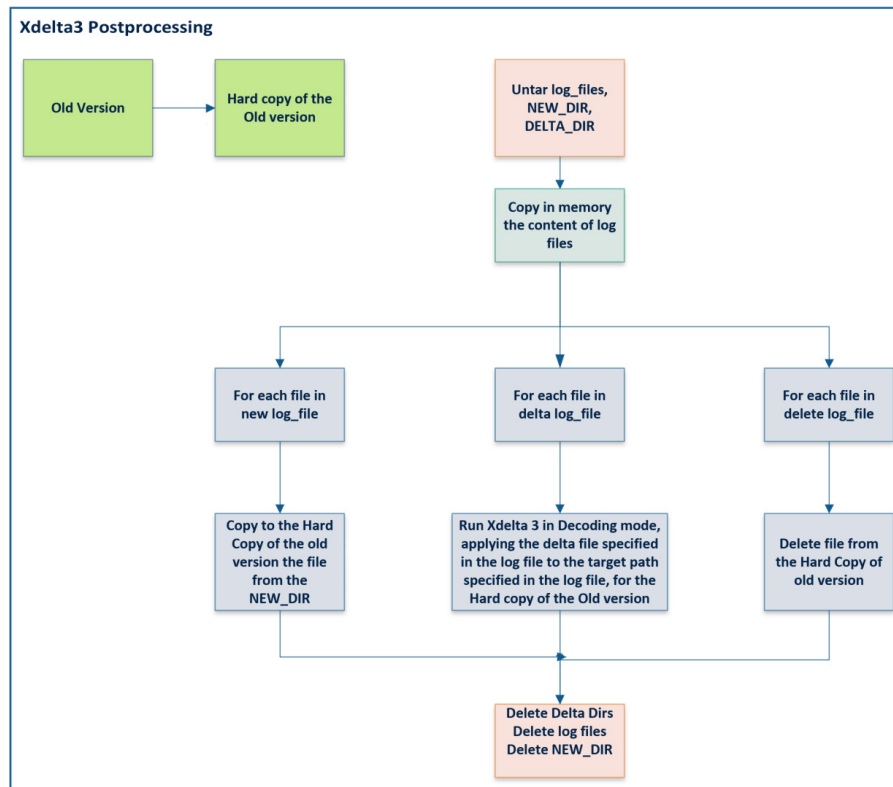 Xdelta3 Postprocessing
Old Version
Hard copy of the
Old version
Untar log_files,
NEW_DIR,
DELTA_DIR
Copy in memory
the content of log
files
For each file in
new log_file
For each file in
delta log_file
For each file in
delete log_file
Copy to the Hard
Copy of the old
version the file
from the
NEW_DIR
Run Xdelta 3 in Decoding mode,
applying the delta file specified
in the log file to the target path
specified in the log file, for the
Hard copy of the Old version
Delete file from
the Hard Copy of
old version
Delete Delta Dirs
Delete log files
Delete NEW_DIR